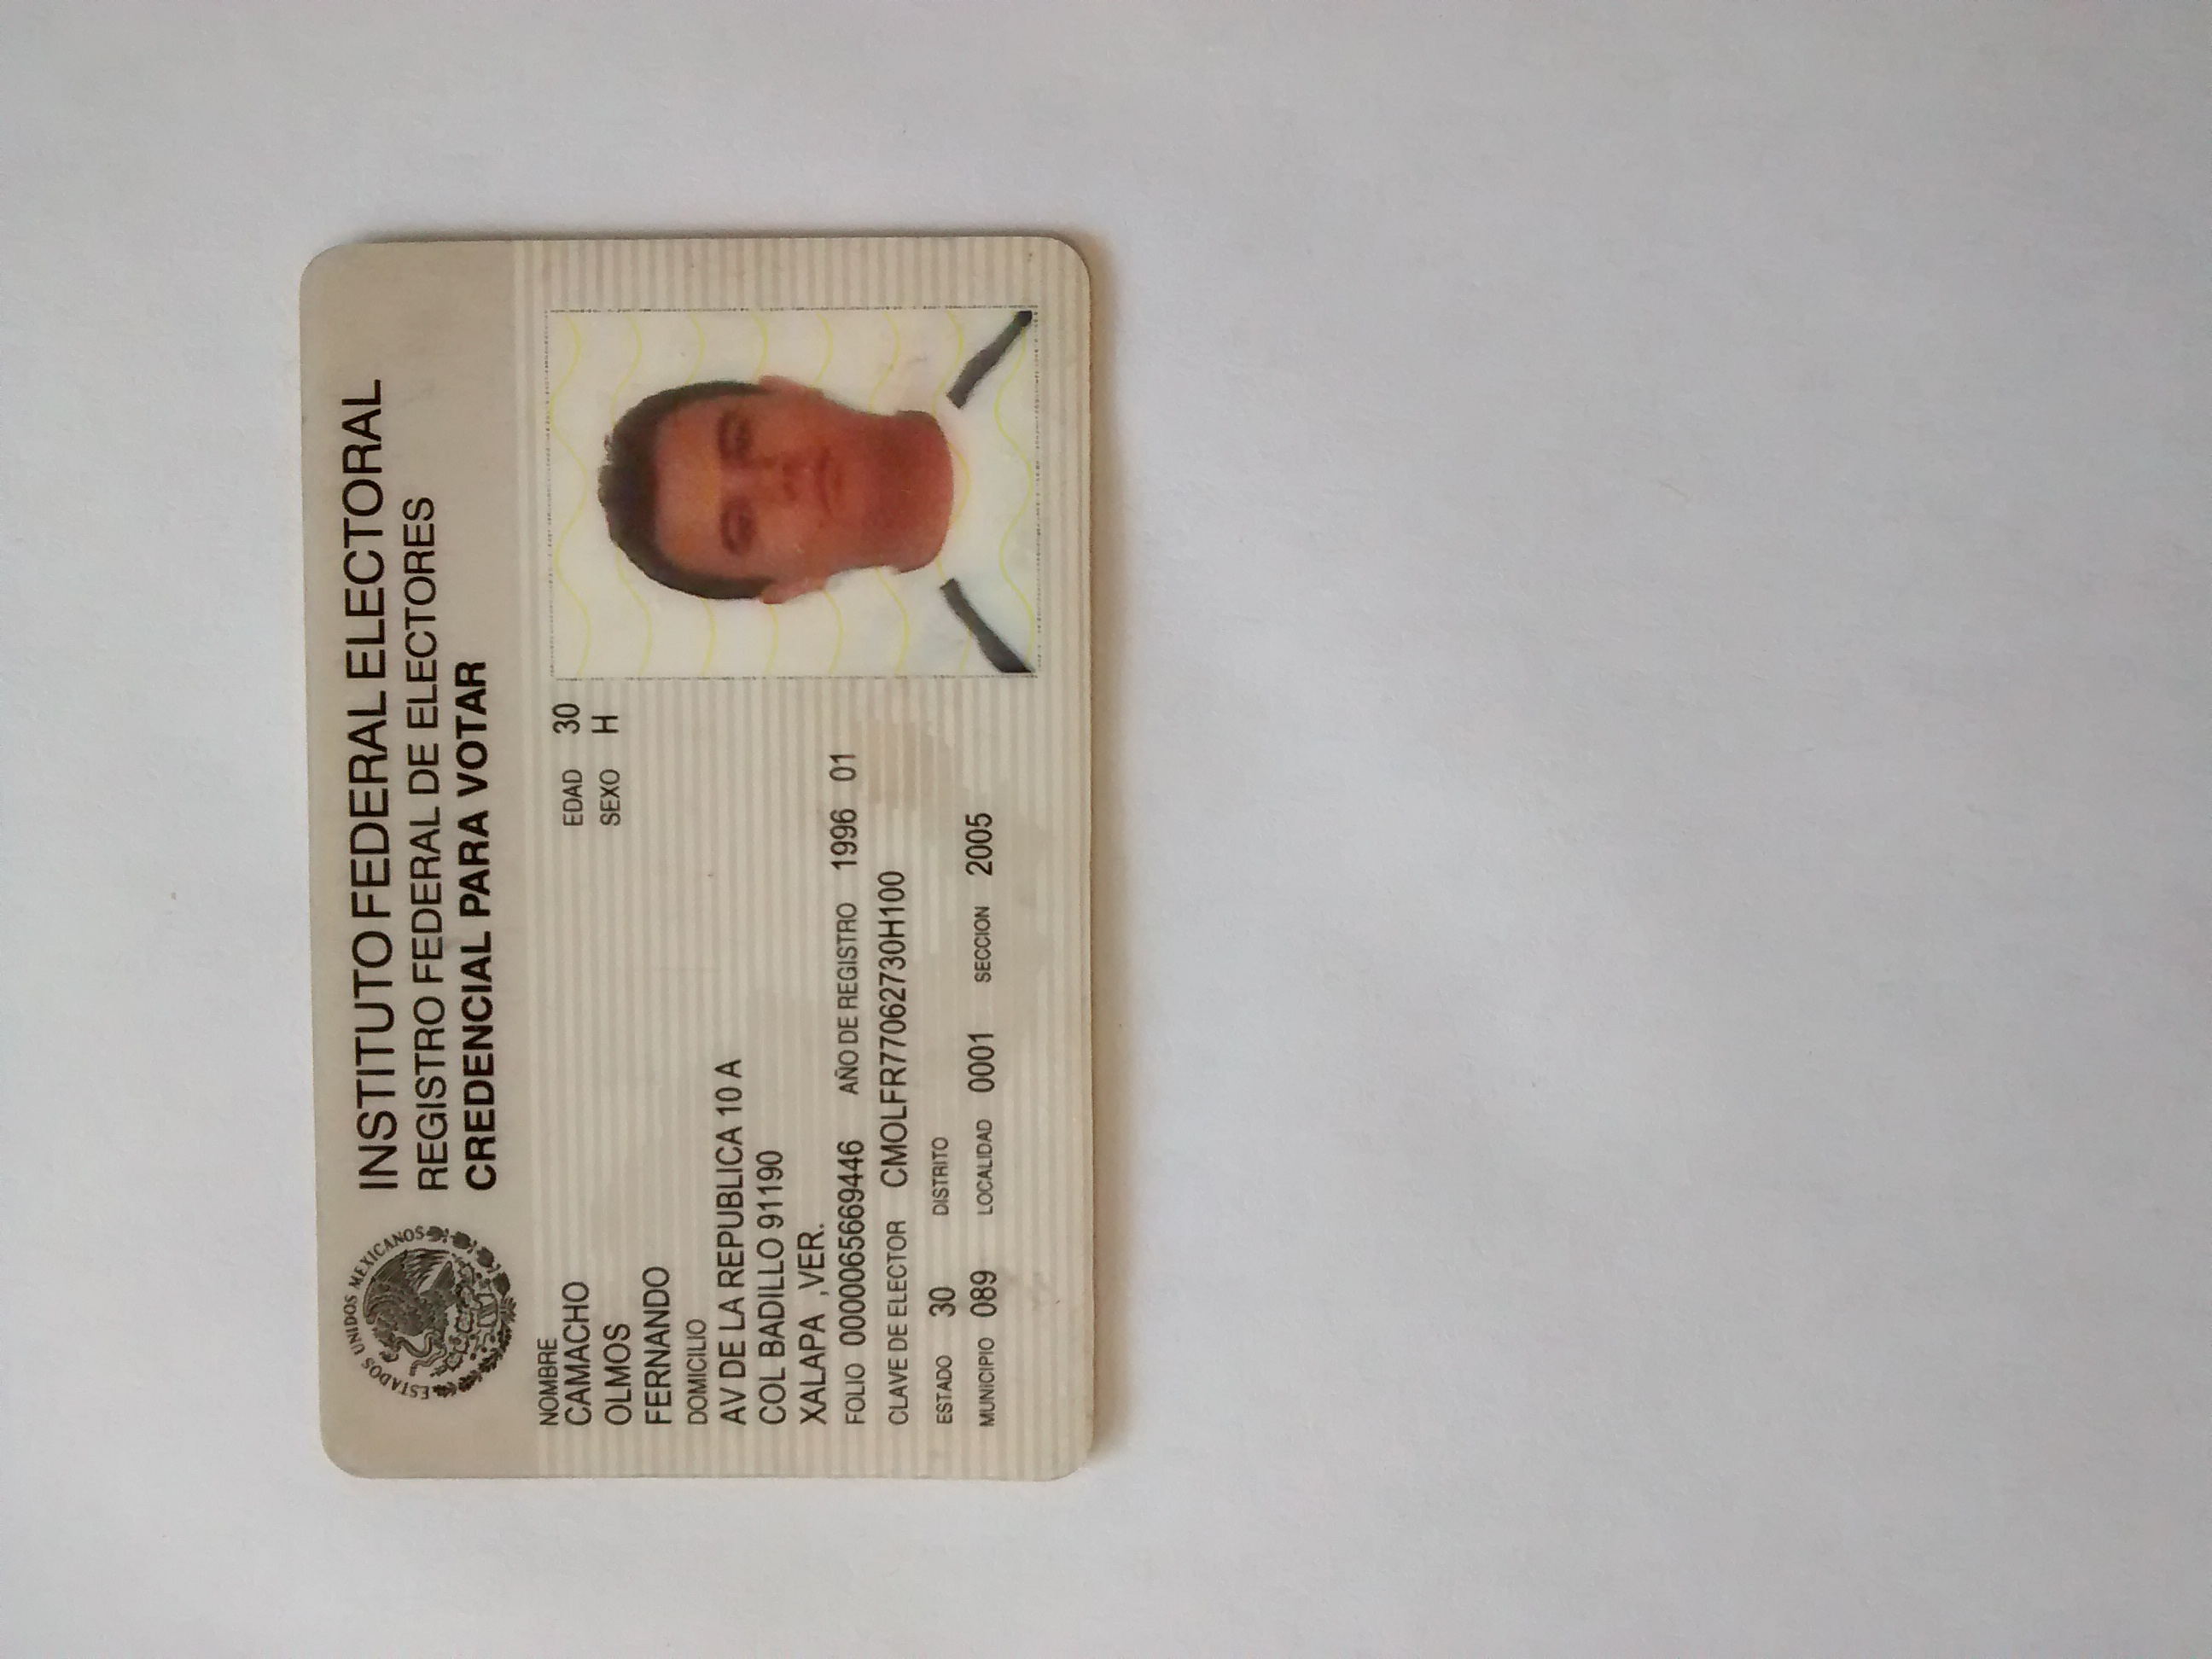 ESTADOS UNIDOS MEXICANOS
INSTITUTO FEDERAL ELECTORAL
REGISTRO FEDERAL DE ELECTORES
CREDENCIAL PARA VOTAR
NOMBRE
CAMACHO
OLMOS
FERNANDO
EDAD 30
SEXO H
DOMICILIO
AV DE LA REPUBLICA 10 A
COL BADILLO 91190
XALAPA ,VER.
FOLIO 0000065669446 AÑO DE REGISTRO 1996 01
CLAVE DE ELECTOR CMOLFR77062730H100
ESTADO 30 DISTRITO
MUNICIPIO 089 LOCALIDAD 0001 SECCION 2005